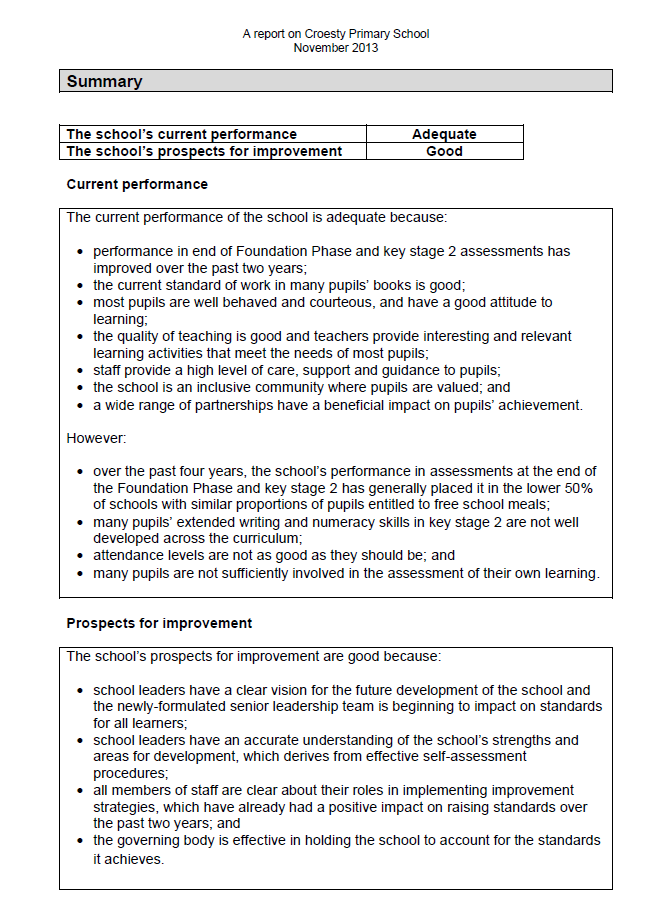 A report on Croesty Primary School
November 2013
Summary
The school's current performance Adequate
The school's prospects for improvement Good
Current performance
The current performance of the school is adequate because:
• performance in end of Foundation Phase and key stage 2 assessments has
improved over the past two years;
• the current standard of work in many pupils' books is good;
• most pupils are well behaved and courteous, and have a good attitude to
learning;
• the quality of teaching is good and teachers provide interesting and relevant
learning activities that meet the needs of most pupils;
• staff provide a high level of care, support and guidance to pupils;
• the school is an inclusive community where pupils are valued; and
• a wide range of partnerships have a beneficial impact on pupils' achievement.
However:
• over the past four years, the school's performance in assessments at the end of
the Foundation Phase and key stage 2 has generally placed it in the lower 50%
of schools with similar proportions of pupils entitled to free school meals;
• many pupils' extended writing and numeracy skills in key stage 2 are not well
developed across the curriculum;
• attendance levels are not as good as they should be; and
• many pupils are not sufficiently involved in the assessment of their own learning.
Prospects for improvement
The school's prospects for improvement are good because:
• school leaders have a clear vision for the future development of the school and
the newly-formulated senior leadership team is beginning to impact on standards
for all learners;
• school leaders have an accurate understanding of the school's strengths and
areas for development, which derives from effective self-assessment
procedures;
• all members of staff are clear about their roles in implementing improvement
strategies, which have already had a positive impact on raising standards over
the past two years; and
• the governing body is effective in holding the school to account for the standards
it achieves.